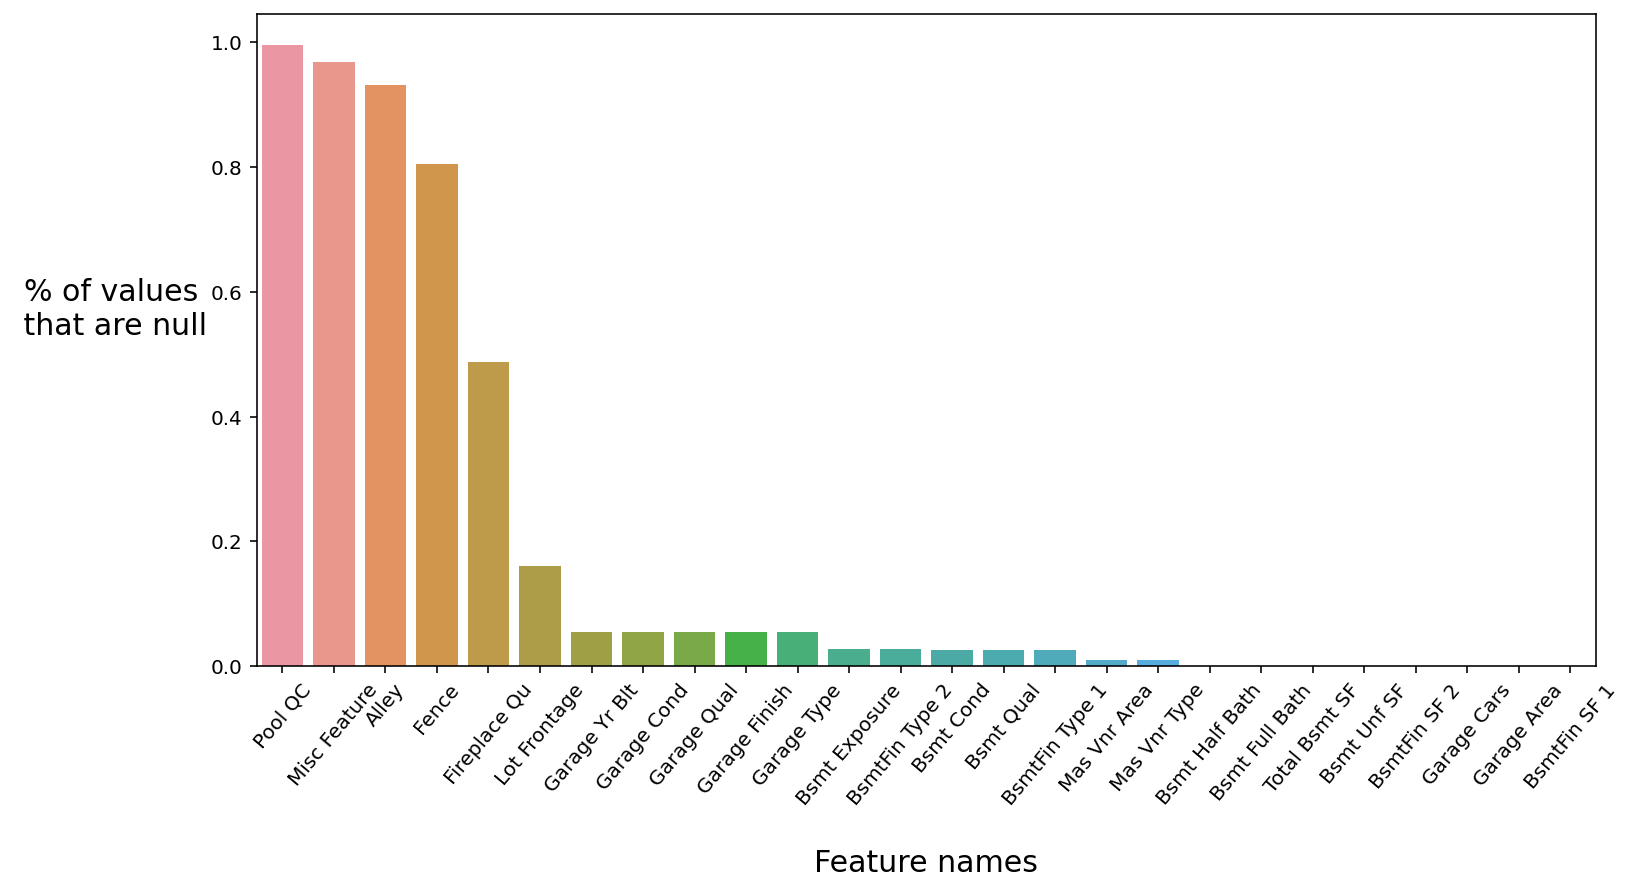 1.0
0.8
0.6
0.4
0.2
0.0
% of values
that are null
Pool QC
Misc Feature
Alley
Fence
Fireplace Qu
Lot Frontage
Garage Yr Blt
Garage Cond
Garage Qual
Garage Finish
Garage Type
Bsmt Exposure
BsmtFin Type 2
Bsmt Cond
Bsmt Qual
BsmtFin Type 1
Mas Vnr Area
Mas Vnr Type
Bsmt Half Bath
Bsmt Full Bath
Total Bsmt SF
Bsmt Unf SF
BsmtFin SF 2
Garage Cars
Garage Area
BsmtFin SF 1
Feature names